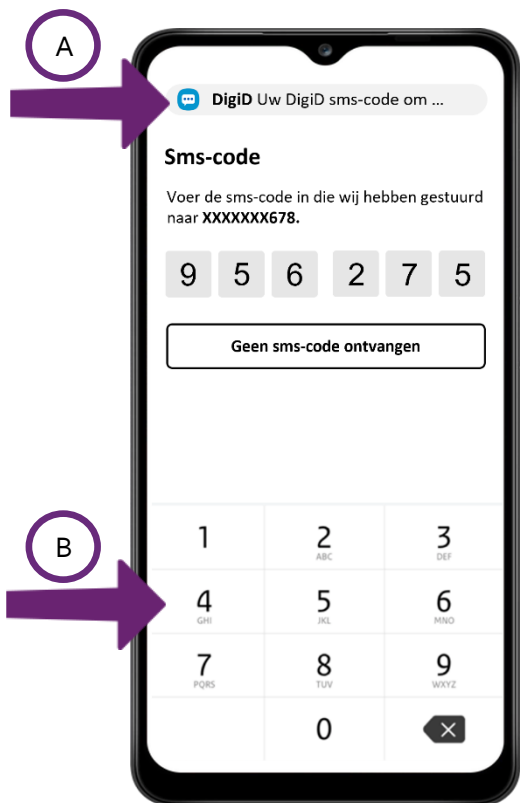 A
DigiD Uw DigiD sms-code om ...
Sms-code
Voer de sms-code in die wij hebben gestuurd
naar XXXXXXX678.
9 5 6 2 7 5
Geen sms-code ontvangen
B
1 2 3
ABC DEF
4 5 6
GHI JKL MNO
7 8 9
PQRS TUV WXYZ
0